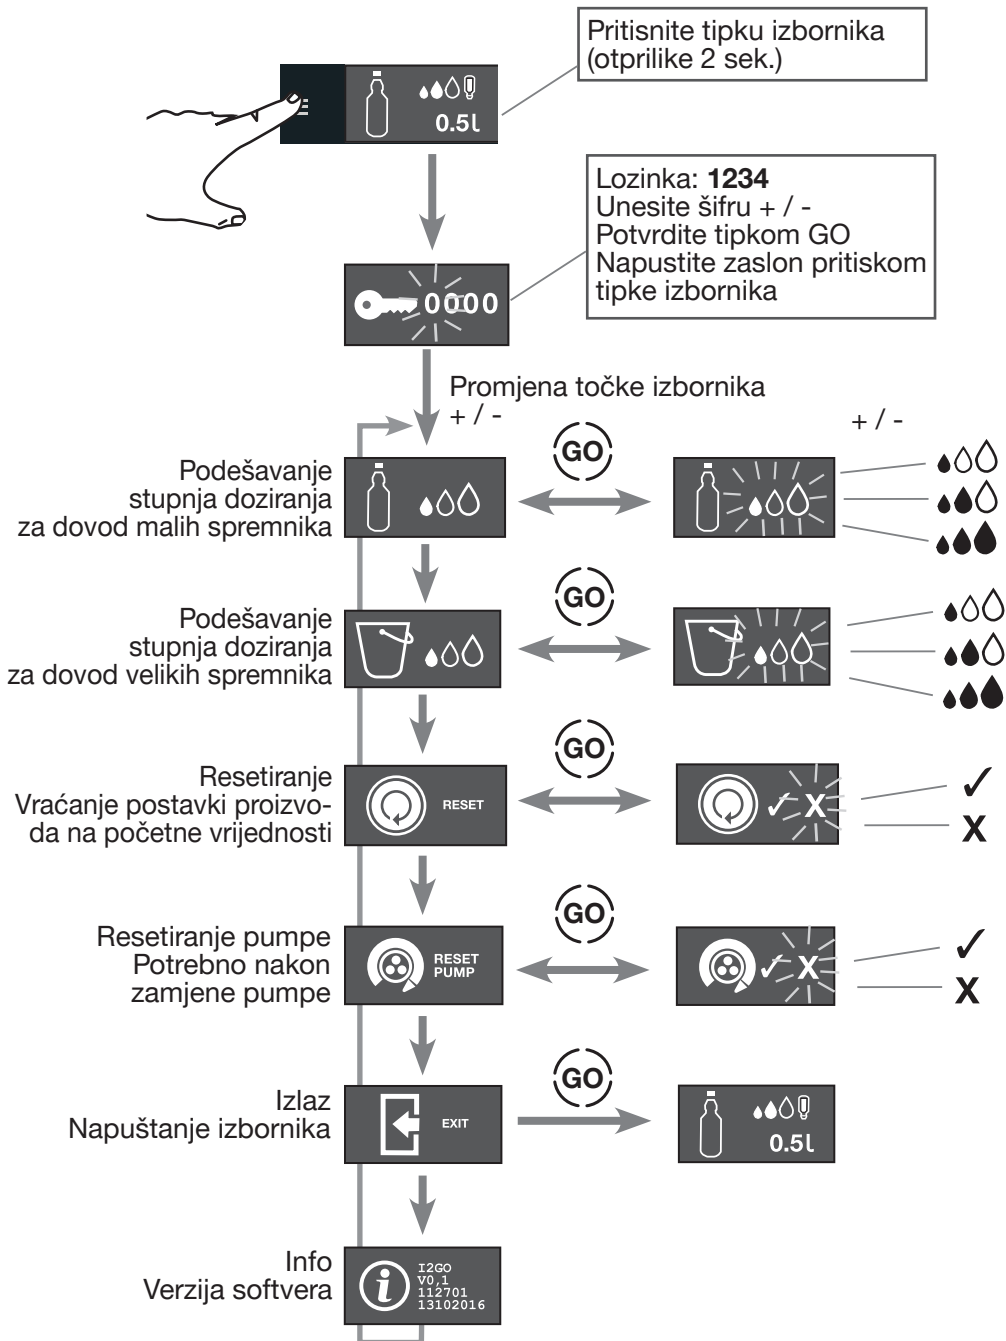 Pritisnite tipku izbornika
(otprilike 2 sek.)
0.5l
Lozinka: 1234
Unesite šifru + / -
Potvrdite tipkom GO
Napustite zaslon pritiskom
tipke izbornika
0000
Promjena točke izbornika
+ / -
+ / -
Podešavanje
stupnja doziranja
za dovod malih spremnika
GO
Podešavanje
stupnja doziranja
za dovod velikih spremnika
GO
Resetiranje
Vraćanje postavki proizvo-
da na početne vrijednosti
RESET
GO
✓ X
✓
X
Resetiranje pumpe
Potrebno nakon
zamjene pumpe
RESET
PUMP
GO
✓ X
✓
X
Izlaz
Napuštanje izbornika
EXIT
GO
0.5l
Info
Verzija softvera
i
I2GO
V0,1
112701
13102016